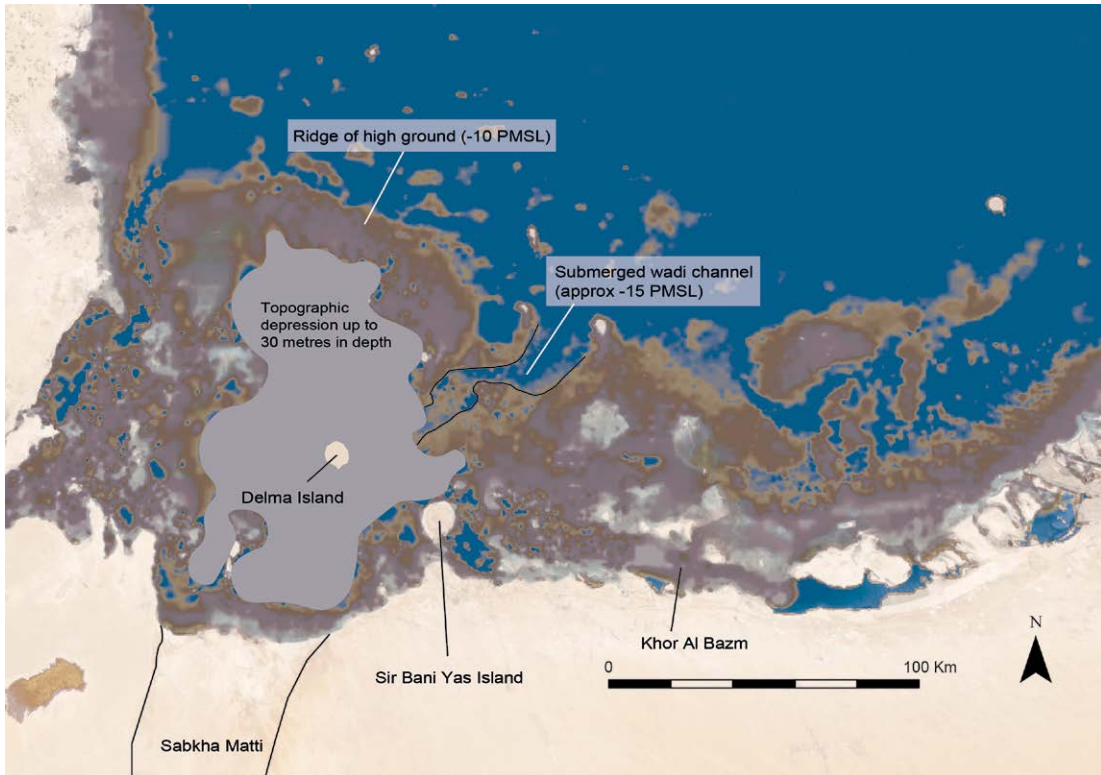 Ridge of high ground (-10 PMSL)
Submerged wadi channel
(approx -15 PMSL)
Topographic
depression up to
30 metres in depth
Delma Island
Sir Bani Yas Island
Khor Al Bazm
N
0
100 Km
Sabkha Matti